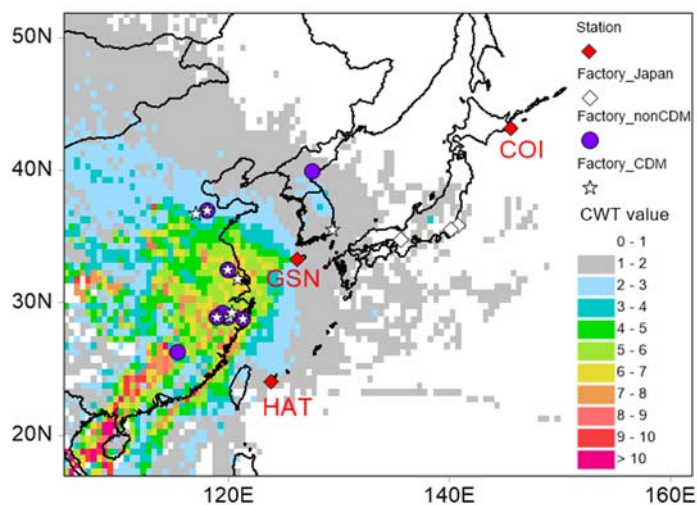 50N
40N
30N
20N
120E
140E
160E
COI
GSN
HAT
Station
Factory_Japan
Factory_nonCDM
Factory_CDM
CWT value
0 - 1
1 - 2
2 - 3
3 - 4
4 - 5
5 - 6
6 - 7
7 - 8
8 - 9
9 - 10
> 10